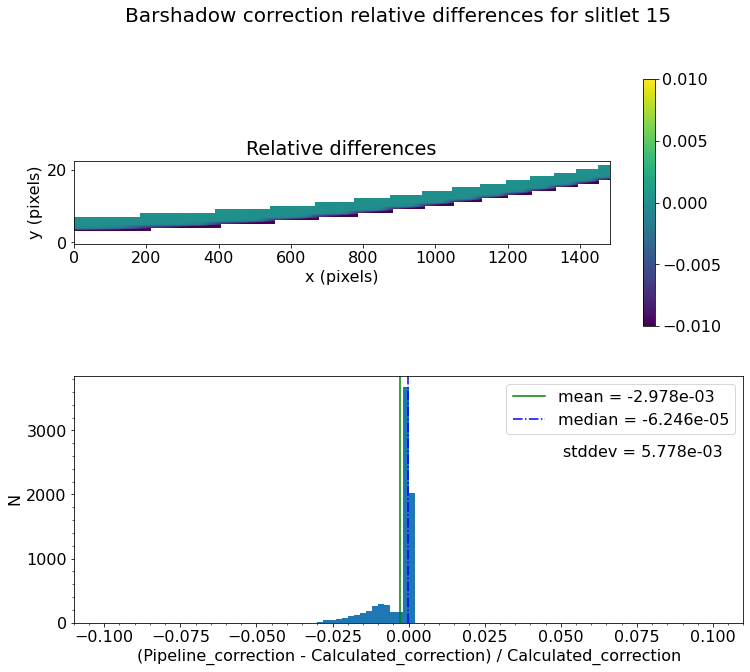 Barshadow correction relative differences for slitlet 15
Relative differences
y (pixels)
20
10
0
0 200 400 600 800 1000 1200 1400
x (pixels)
0.010
0.005
0.000
−0.005
−0.010
N
3000
2000
1000
0
mean = -2.978e-03
median = -6.246e-05
stddev = 5.778e-03
−0.100 −0.075 −0.050 −0.025 0.000 0.025 0.050 0.075 0.100
(Pipeline_correction - Calculated_correction) / Calculated_correction